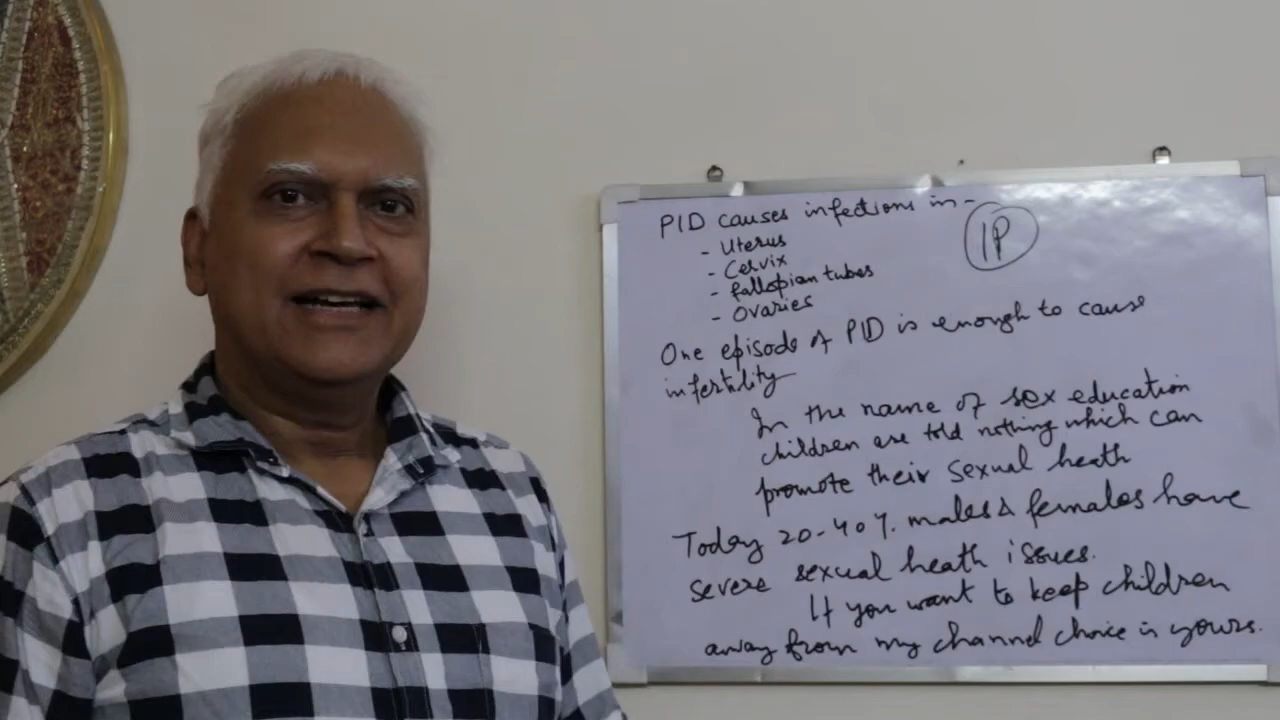 PID causes infections in -
IP
- Uterus
- Cervix
- fallopian tubes
- Ovaries
One episode of PID is enough to cause
infertility
In the name of sex education
children are told nothing which can
promote their sexual heath
Today 20-40%. males & females have
severe sexual heath issues.
If you want to keep children
away from my channel choice is yours.